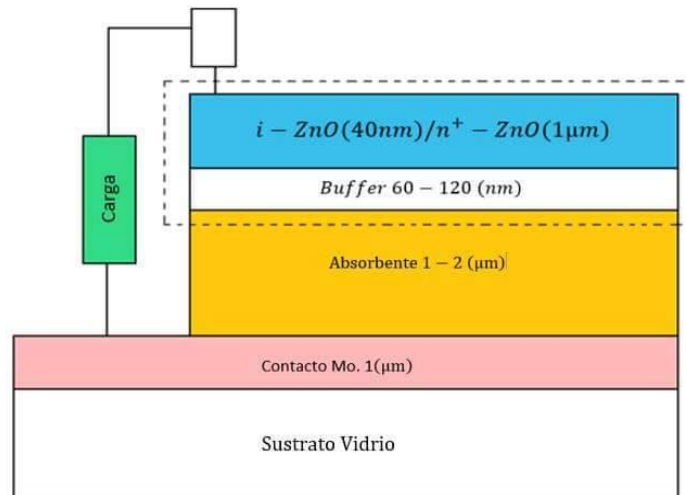 i − ZnO(40nm)/n⁺ − ZnO(1μm)
Buffer 60 − 120 (nm)
Carga
Absorbente 1 − 2 (μm)
Contacto Mo. 1(μm)
Sustrato Vidrio